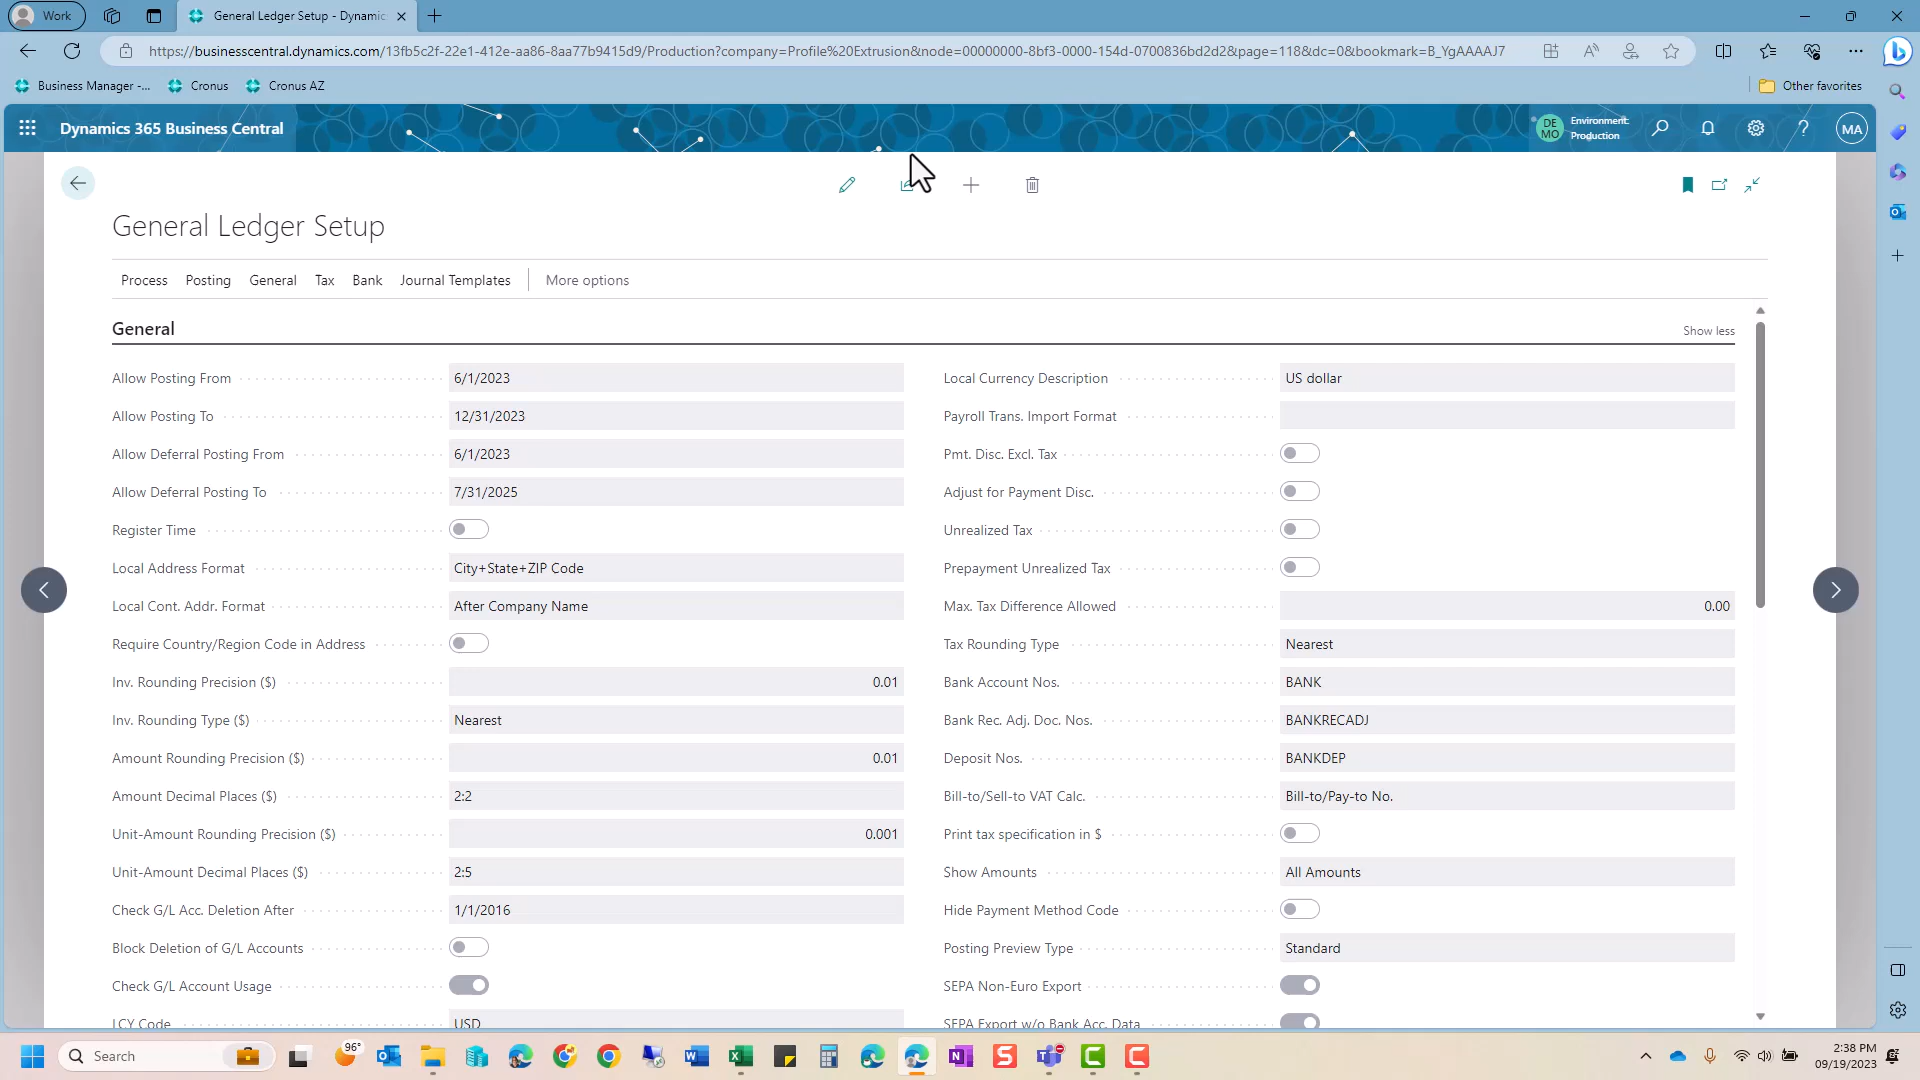 Work
General Ledger Setup - Dynamic
https://businesscentral.dynamics.com/13fb5c2f-22e1-412e-aa86-8aa77b9415d9/Production?company=Profile%20Extrusion&node=00000000-8bf3-0000-154d-0700836bd2d2&page=118&dc=0&bookmark=B_YgAAAAJ7
Business Manager -...
Cronus
Cronus AZ
Other favorites
Dynamics 365 Business Central
DE
MO
Environment:
Production
?
MA
General Ledger Setup
Process Posting General Tax Bank Journal Templates More options
General
Show less
Allow Posting From 6/1/2023
Allow Posting To 12/31/2023
Allow Deferral Posting From 6/1/2023
Allow Deferral Posting To 7/31/2025
Register Time
Local Address Format City+State+ZIP Code
Local Cont. Addr. Format After Company Name
Require Country/Region Code in Address
Inv. Rounding Precision ($) 0.01
Inv. Rounding Type ($) Nearest
Amount Rounding Precision ($) 0.01
Amount Decimal Places ($) 2:2
Unit-Amount Rounding Precision ($) 0.001
Unit-Amount Decimal Places ($) 2:5
Check G/L Acc. Deletion After 1/1/2016
Block Deletion of G/L Accounts
Check G/L Account Usage
LCY Code USD
Local Currency Description US dollar
Payroll Trans. Import Format
Pmt. Disc. Excl. Tax
Adjust for Payment Disc.
Unrealized Tax
Prepayment Unrealized Tax
Max. Tax Difference Allowed 0.00
Tax Rounding Type Nearest
Bank Account Nos. BANK
Bank Rec. Adj. Doc. Nos. BANKRECADJ
Deposit Nos. BANKDEP
Bill-to/Sell-to VAT Calc. Bill-to/Pay-to No.
Print tax specification in $
Show Amounts All Amounts
Hide Payment Method Code
Posting Preview Type Standard
SEPA Non-Euro Export
SEPA Export w/o Bank Acc. Data
Search
96°
2:38 PM
09/19/2023